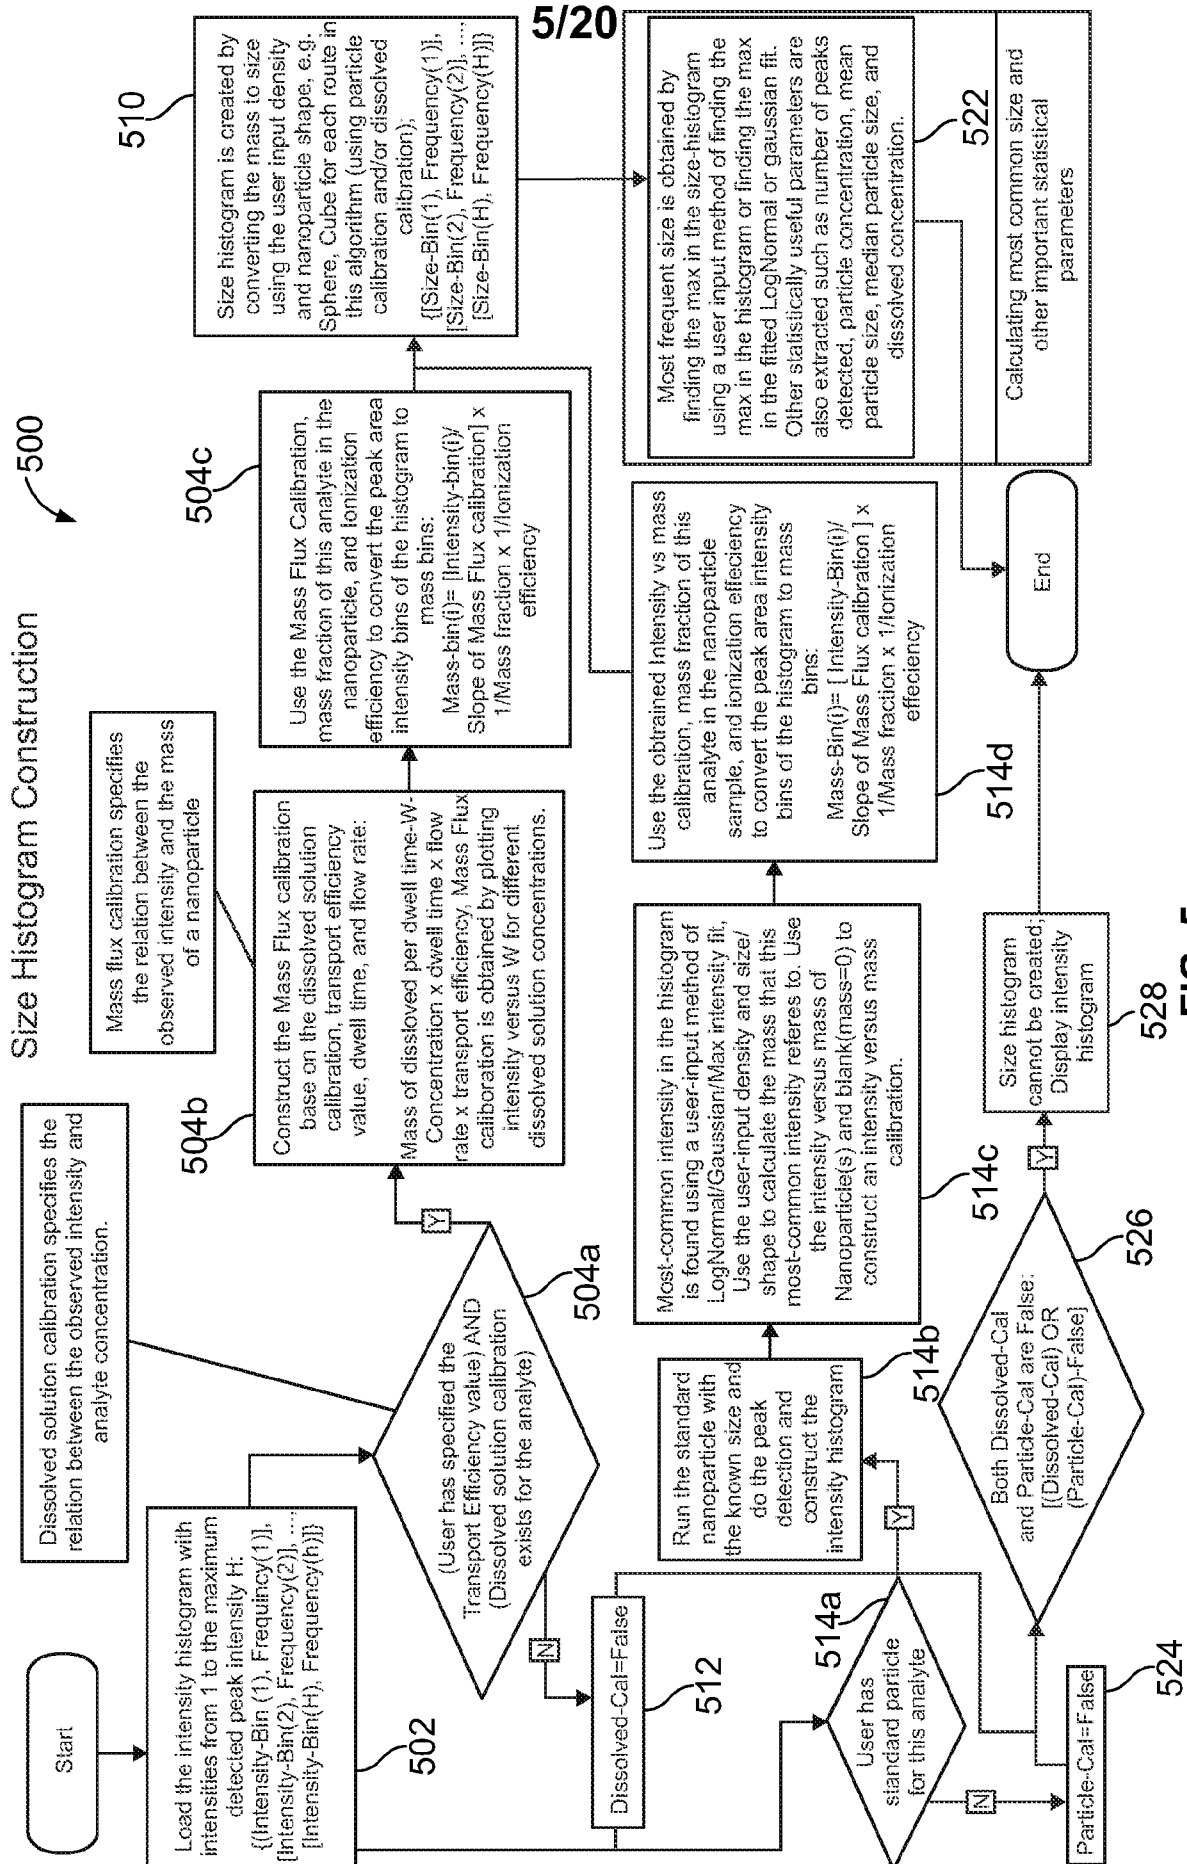 5/20
Size Histogram Construction
500
Start
Load the intensity histogram with
intensities from 1 to the maximum
detected peak intensity H:
{(Intensity-Bin (1), Frequincy(1)],
[Intensity-Bin(2), Frequency(2)], ...,
[Intensity-Bin(H), Frequency(h)]}
502
Dissolved solution calibration specifies the
relation between the observed intensity and
analyte concentration.
(User has specified the
Transport Efficiency value) AND
(Dissolved solution calibration
exists for the analyte)
504a
Y
N
Mass flux calibration specifies
the relation between the
observed intensity and the mass
of a nanoparticle
504b
Construct the Mass Flux calibration
base on the dissolved solution
calibration, transport efficiency
value, dwell time, and flow rate:
Mass of dissloved per dwell time-W-
Concentration x dwell time x flow
rate x transport efficiency, Mass Flux
caliboration is obtained by plotting
intensity versus W for different
dissolved solution concentrations.
504c
Use the Mass Flux Calibration,
mass fraction of this analyte in the
nanoparticle, and Ionization
efficiency to convert the peak area
intensity bins of the histogram to
mass bins:
Mass-bin(i)= [Intensity-bin(i)/
Slope of Mass Flux calibration] x
1/Mass fraction x 1/Ionization
efficiency
510
Size histogram is created by
converting the mass to size
using the user input density
and nanoparticle shape, e.g.
Sphere, Cube for each route in
this algorithm (using particle
calibration and/or dissolved
calibration);
{[Size-Bin(1), Frequency(1)],
[Size-Bin(2), Frequency(2)], ...,
[Size-Bin(H), Frequency(H)]}
Dissolved-Cal=False
512
User has
standard particle
for this analyte
514a
Y
N
Run the standard
nanoparticle with
the known size and
do the peak
detection and
construct the
intensity histogram
514b
Most-common intensity in the histogram
is found using a user-input method of
LogNormal/Gaussian/Max intensity fit,
Use the user-input density and size/
shape to calculate the mass that this
most-common intensity referes to. Use
the intensity versus mass of
Nanoparticle(s) and blank(mass=0) to
construct an intensity versus mass
calibration.
514c
Use the obtrained Intensity vs mass
calibration, mass fraction of this
analyte in the nanoparticle
sample, and ionization effeciency
to convert the peak area intensity
bins of the histogram to mass
bins:
Mass-Bin(i)= [ Intensity-Bin(i)/
Slope of Mass Flux calibration ] x
1/Mass fraction x 1/Ionization
effeciency
514d
Most frequent size is obtained by
finding the max in the size-histogram
using a user input method of finding the
max in the histogram or finding the max
in the fitted LogNormal or gaussian fit.
Other statistically useful parameters are
also extracted such as number of peaks
detected, particle concentration, mean
particle size, median particle size, and
dissolved concentration.
522
Calculating most common size and
other important statistical
parameters
Particle-Cal=False
524
Both Dissolved-Cal
and Particle-Cal are False:
[(Dissolved-Cal) OR
(Particle-Cal)-False]
526
Y
Size histogram
cannot be created;
Display intensity
histogram
528
End